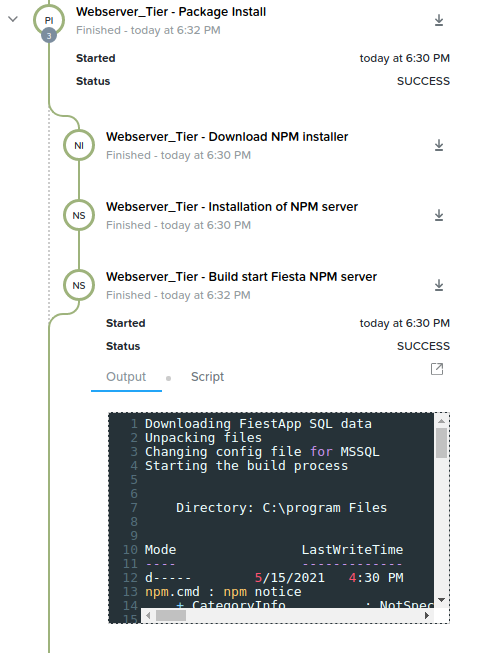 Webserver_Tier - Package Install
PI
Finished - today at 6:32 PM
3
Started today at 6:30 PM
Status SUCCESS
Webserver_Tier - Download NPM installer
NI
Finished - today at 6:30 PM
Webserver_Tier - Installation of NPM server
NS
Finished - today at 6:30 PM
Webserver_Tier - Build start Fiesta NPM server
NS
Finished - today at 6:32 PM
Started today at 6:30 PM
Status SUCCESS
Output Script
1 Downloading FiestApp SQL data
2 Unpacking files
3 Changing config file for MSSQL
4 Starting the build process
5
6
7 Directory: C:\program Files
8
9
10 Mode LastWriteTime
11 ---- -------------
12 d----- 5/15/2021 4:30 PM
13 npm.cmd : npm notice
14 + CategoryInfo : NotSpec
15